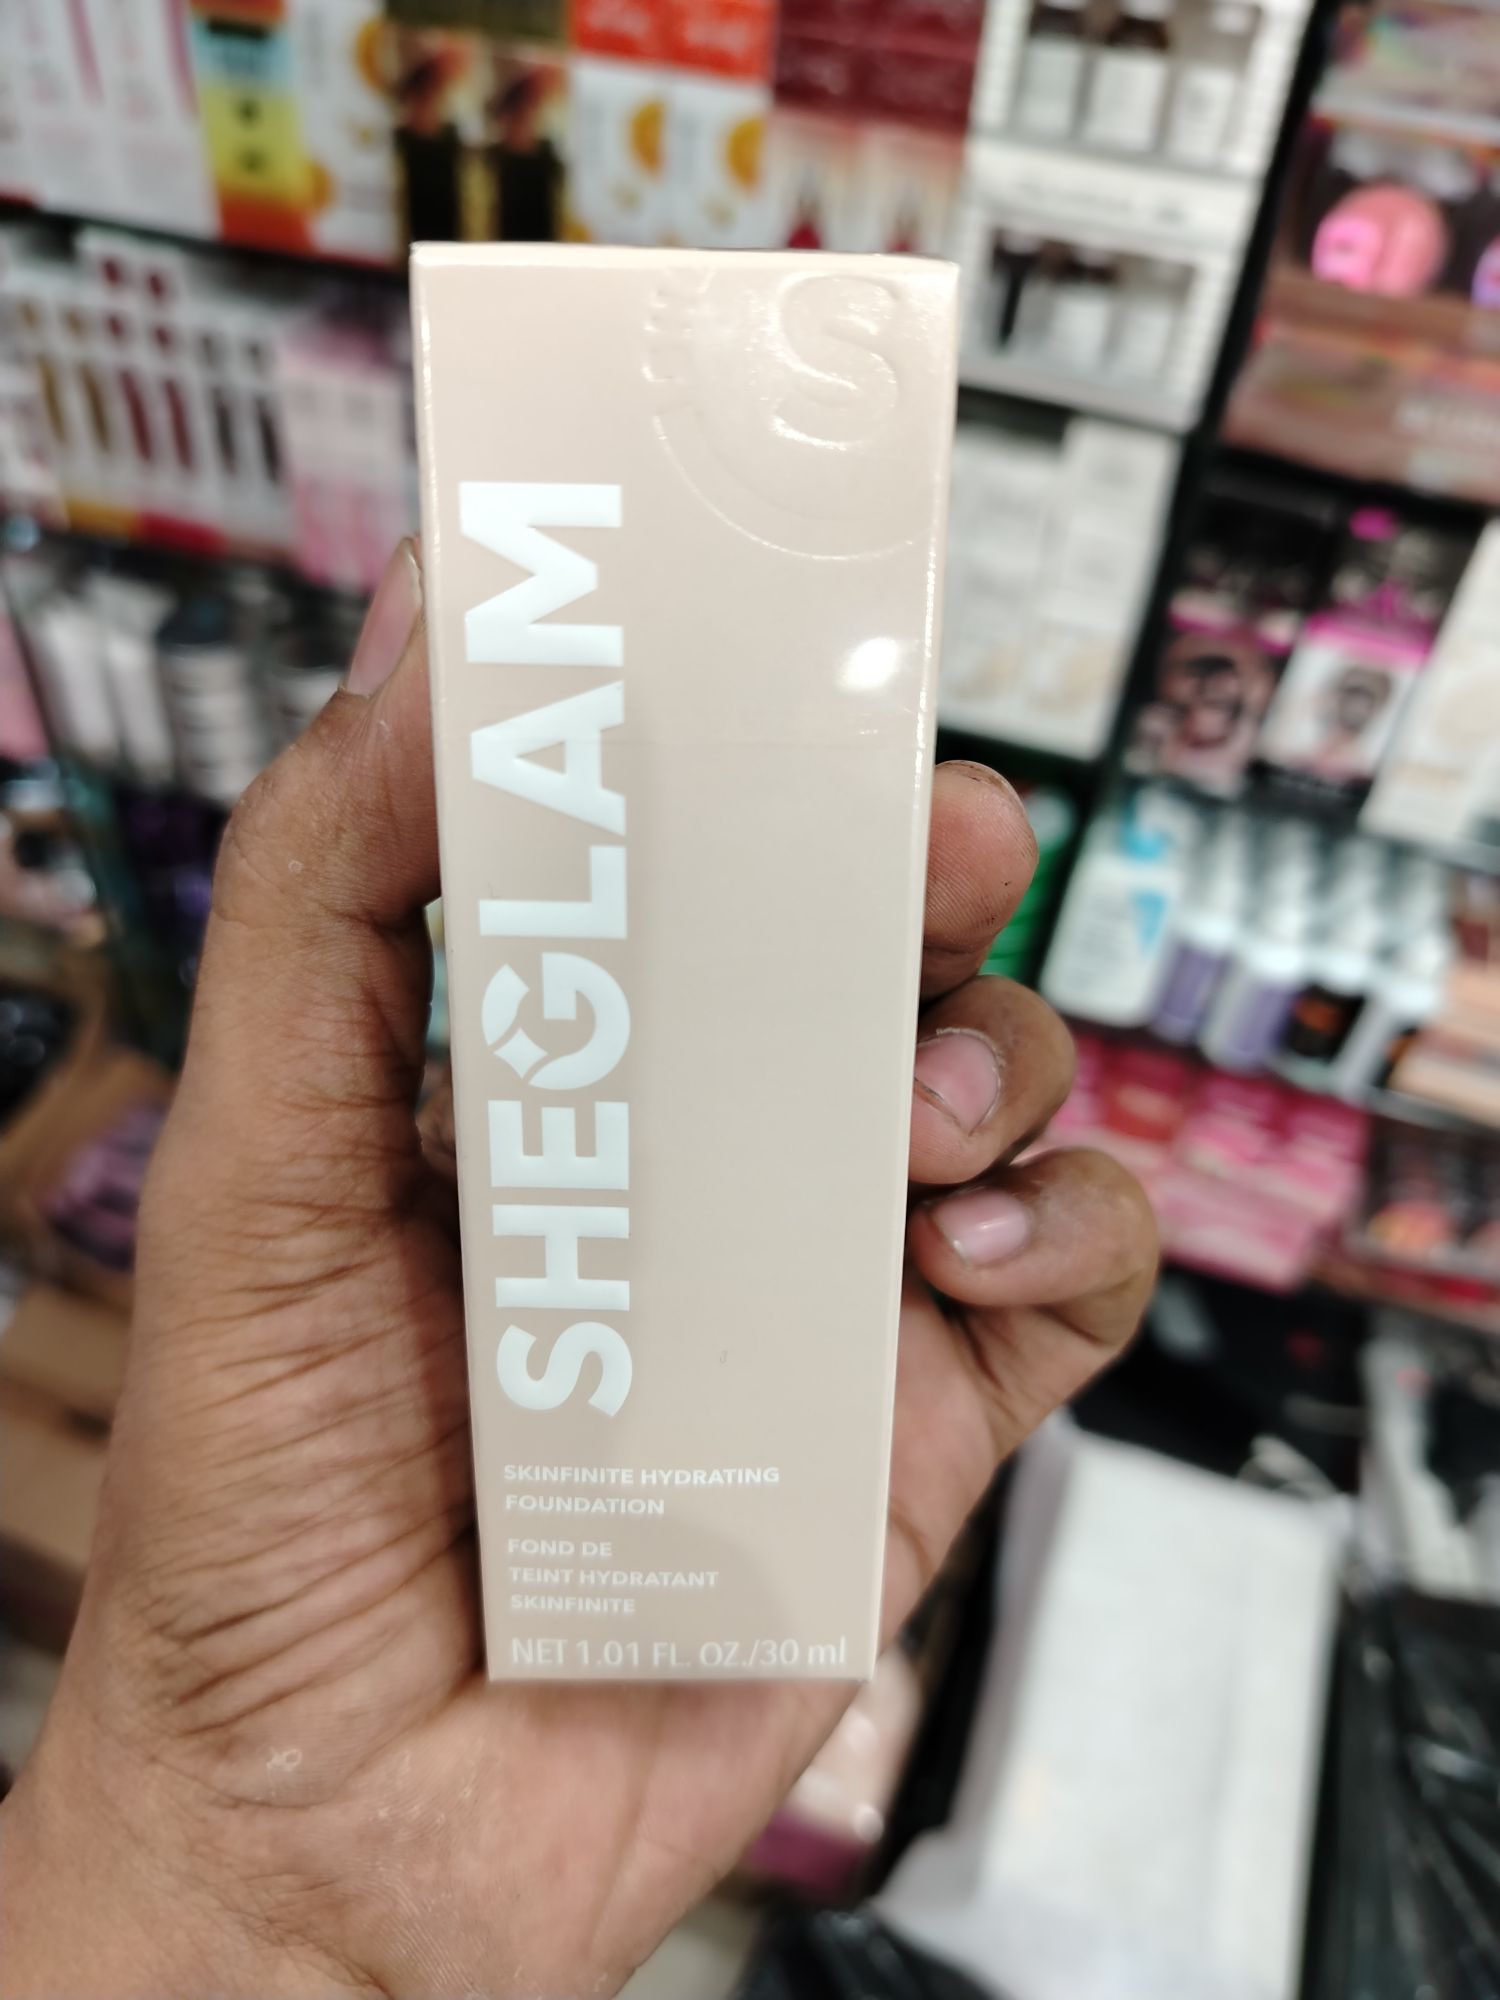 S
SHEGLAM
SKINFINITE HYDRATING
FOUNDATION
FOND DE
TEINT HYDRATANT
SKINFINITE
NET 1.01 FL. OZ./30 ml